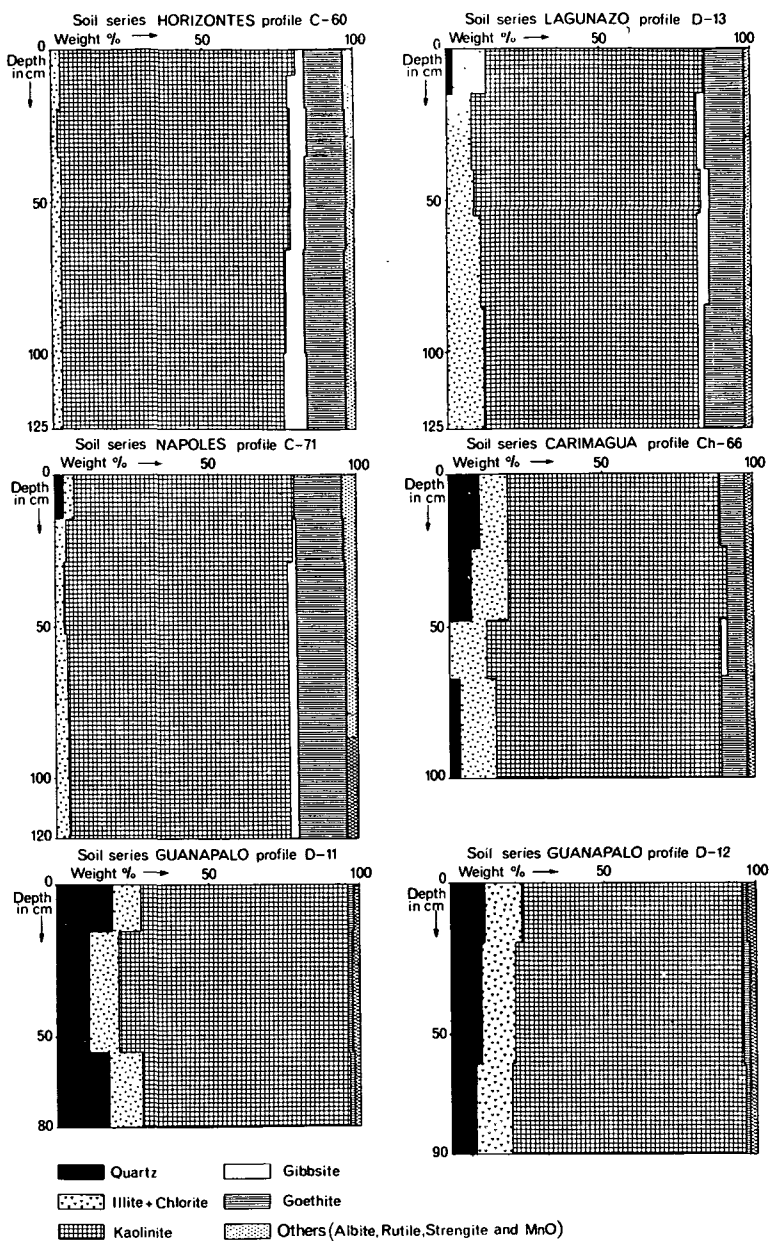 Soil series HORIZONTES profile C-60
Weight % 50 100
0
Depth
in cm
50
100
125
Soil series LAGUNAZO profile D-13
Weight % 50 100
0
Depth
in cm
50
100
125
Soil series NAPOLES profile C-71
Weight % 50 100
0
Depth
in cm
50
100
120
Soil series CARIMAGUA profile Ch-66
Weight % 50 100
0
Depth
in cm
50
100
Soil series GUANAPALO profile D-11
Weight % 50 100
0
Depth
in cm
50
80
Soil series GUANAPALO profile D-12
Weight % 50 100
0
Depth
in cm
50
90
Quartz
Gibbsite
Illite + Chlorite
Goethite
Kaolinite
Others (Albite, Rutile, Strengite and MnO)